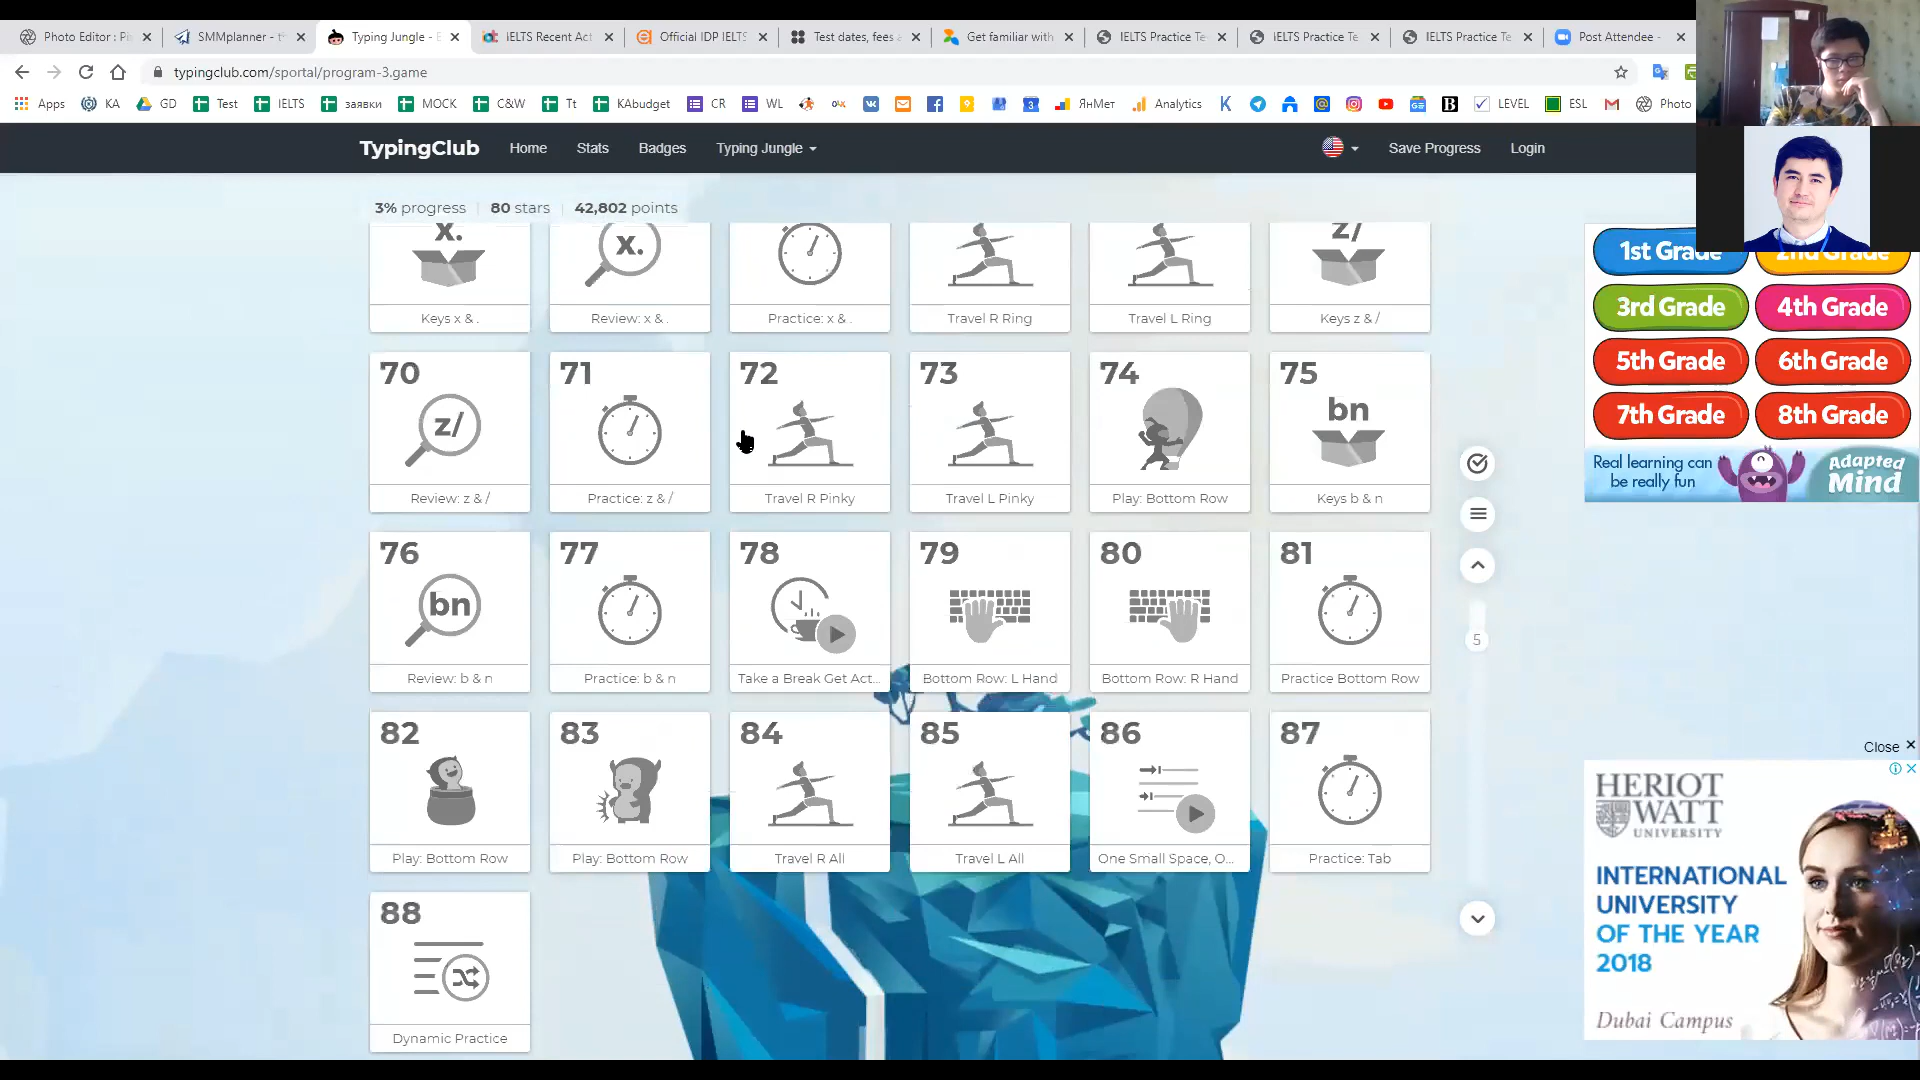 Photo Editor : Pi
SMMplanner -
Typing Jungle - E
IELTS Recent Act
Official IDP IELTS
Test dates, fees a
Get familiar with
IELTS Practice Te
IELTS Practice Te
IELTS Practice Te
Post Attendee -
typingclub.com/sportal/program-3.game
Apps KA GD Test IELTS заявки MOCK C&W Tt KAbudget CR WL ЯнМет Analytics B LEVEL ESL Photo
TypingClub Home Stats Badges Typing Jungle Save Progress Login
3% progress 80 stars 42,802 points
x. x. z/
Keys x & . Review: x & . Practice: x & . Travel R Ring Travel L Ring Keys z & /
70 71 72 73 74 75
z/ bn
Review: z & / Practice: z & / Travel R Pinky Travel L Pinky Play: Bottom Row Keys b & n
76 77 78 79 80 81
bn
Review: b & n Practice: b & n Take a Break Get Act... Bottom Row: L Hand Bottom Row: R Hand Practice Bottom Row
82 83 84 85 86 87
Play: Bottom Row Play: Bottom Row Travel R All Travel L All One Small Space, O... Practice: Tab
88
Dynamic Practice
5
1st Grade 2nd Grade
3rd Grade 4th Grade
5th Grade 6th Grade
7th Grade 8th Grade
Real learning can
be really fun
Adapted
Mind
Close
HERIOT
WATT
UNIVERSITY
INTERNATIONAL
UNIVERSITY
OF THE YEAR
2018
Dubai Campus